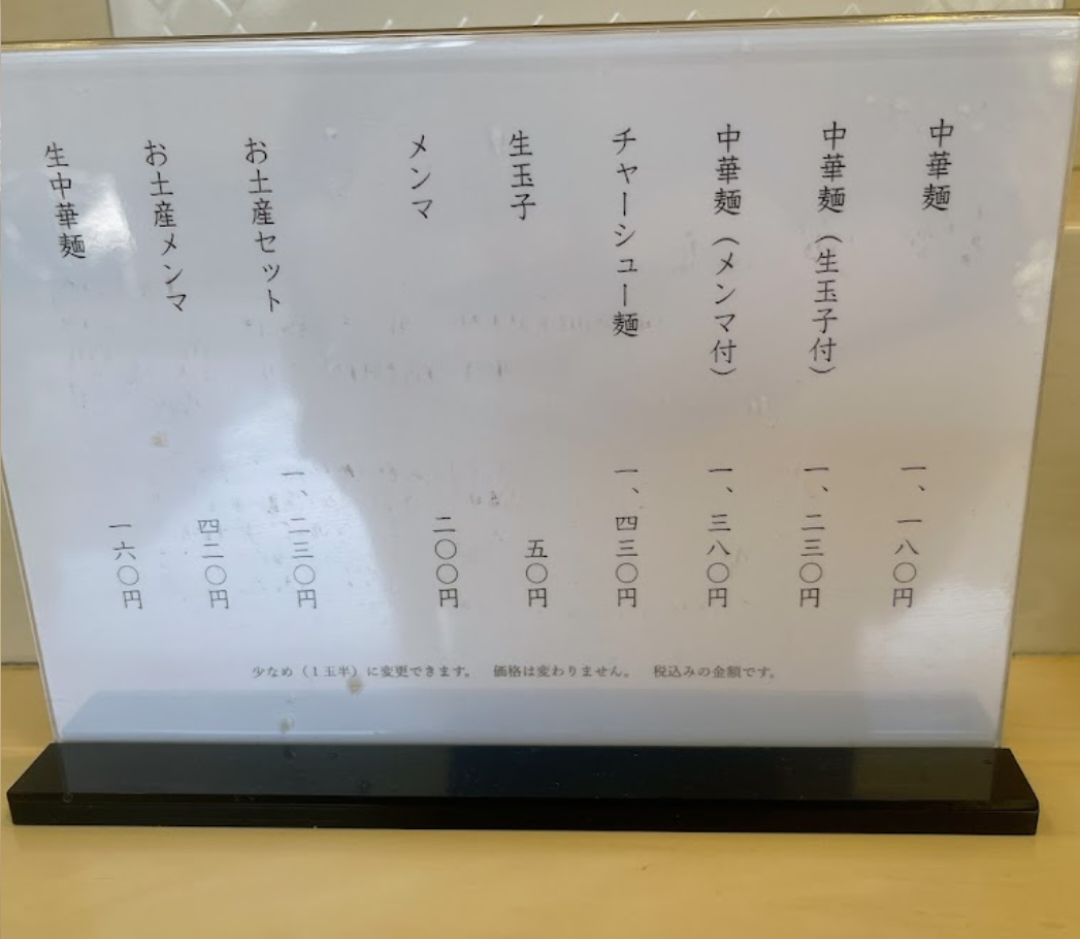 中華麺 一、一八〇円
中華麺（生玉子付） 一、二三〇円
中華麺（メンマ付） 一、三八〇円
チャーシュー麺 一、四三〇円
生玉子 五〇円
メンマ 二〇〇円
お土産セット 一、二三〇円
お土産メンマ 四二〇円
生中華麺 一六〇円
少なめ（１玉半）に変更できます。　価格は変わりません。　税込みの金額です。